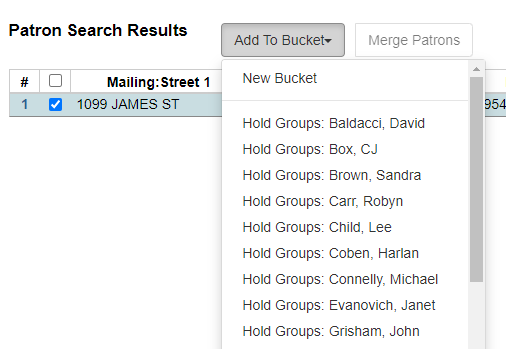 Patron Search Results
Add To Bucket
Merge Patrons
# Mailing:Street 1
1 1099 JAMES ST 954
New Bucket
Hold Groups: Baldacci, David
Hold Groups: Box, CJ
Hold Groups: Brown, Sandra
Hold Groups: Carr, Robyn
Hold Groups: Child, Lee
Hold Groups: Coben, Harlan
Hold Groups: Connelly, Michael
Hold Groups: Evanovich, Janet
Hold Groups: Grisham, John